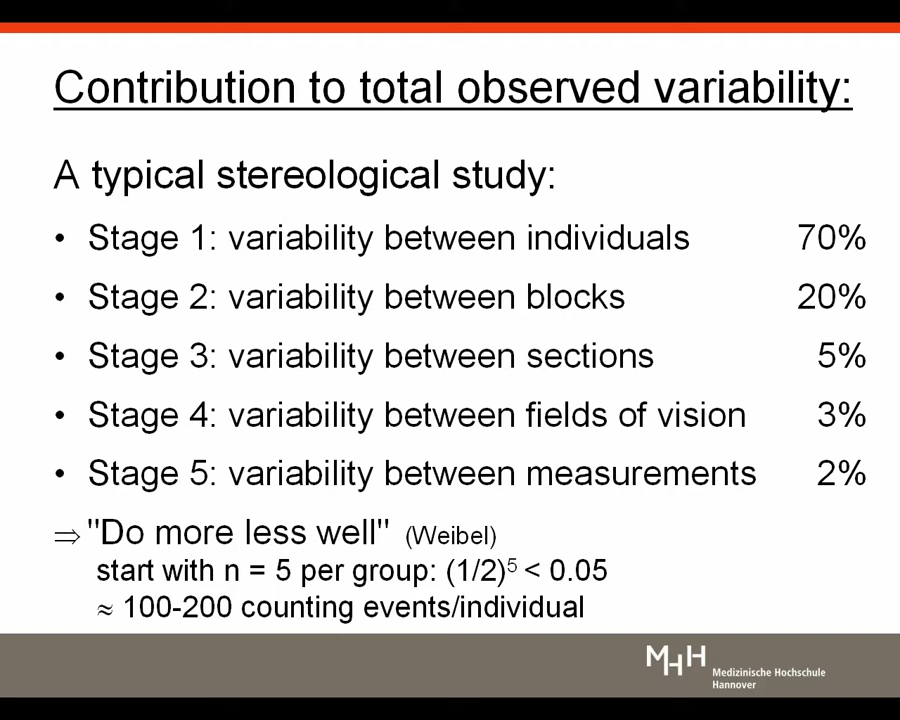 Contribution to total observed variability:
A typical stereological study:
• Stage 1: variability between individuals 70%
• Stage 2: variability between blocks 20%
• Stage 3: variability between sections 5%
• Stage 4: variability between fields of vision 3%
• Stage 5: variability between measurements 2%
⇒ "Do more less well" (Weibel)
start with n = 5 per group: (1/2)⁵ < 0.05
≈ 100-200 counting events/individual
MHH
Medizinische Hochschule
Hannover